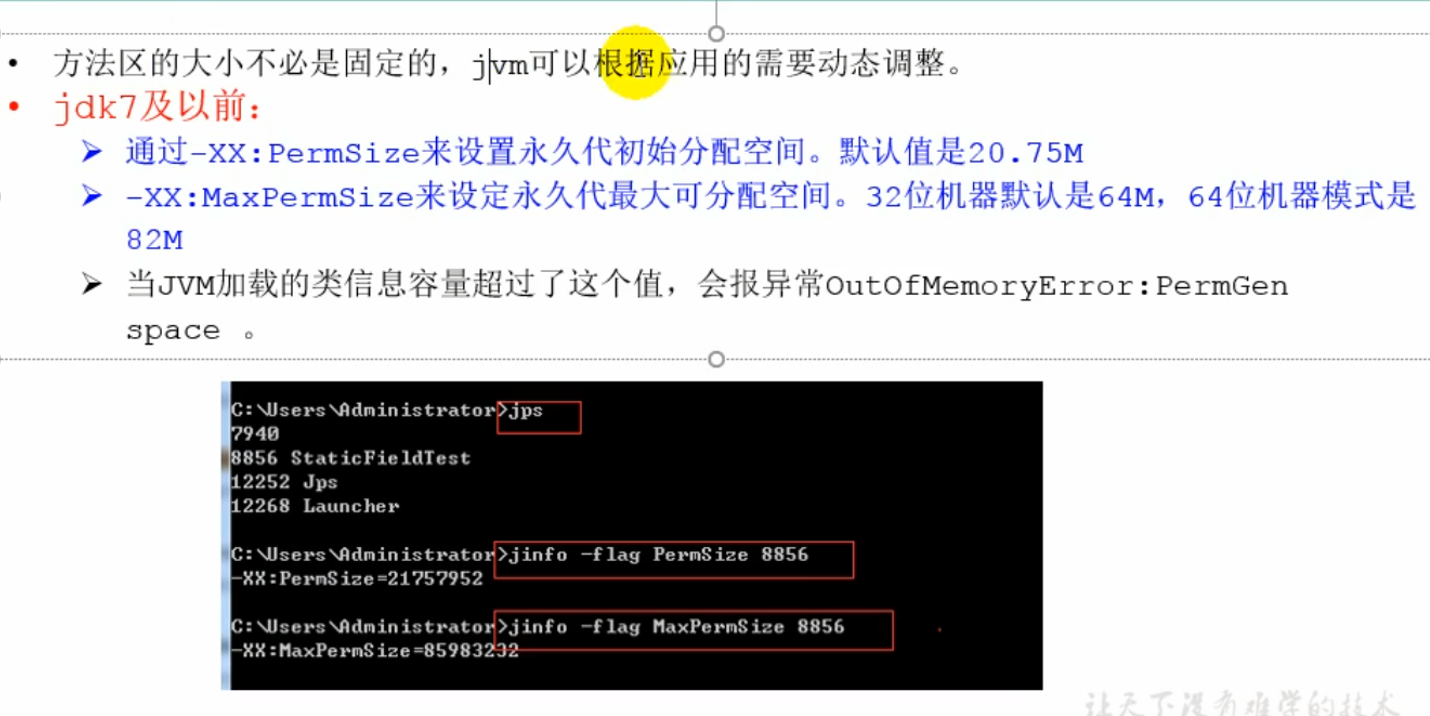 • 方法区的大小不必是固定的，jvm可以根据应用的需要动态调整。
• jdk7及以前：
➢ 通过-XX:PermSize来设置永久代初始分配空间。默认值是20.75M
➢ -XX:MaxPermSize来设定永久代最大可分配空间。32位机器默认是64M，64位机器模式是
82M
➢ 当JVM加载的类信息容量超过了这个值，会报异常OutOfMemoryError:PermGen
space 。
C:\Users\Administrator>jps
7940
8856 StaticFieldTest
12252 Jps
12268 Launcher
C:\Users\Administrator>jinfo -flag PermSize 8856
-XX:PermSize=21757952
C:\Users\Administrator>jinfo -flag MaxPermSize 8856
-XX:MaxPermSize=85983232
让天下没有难学的技术